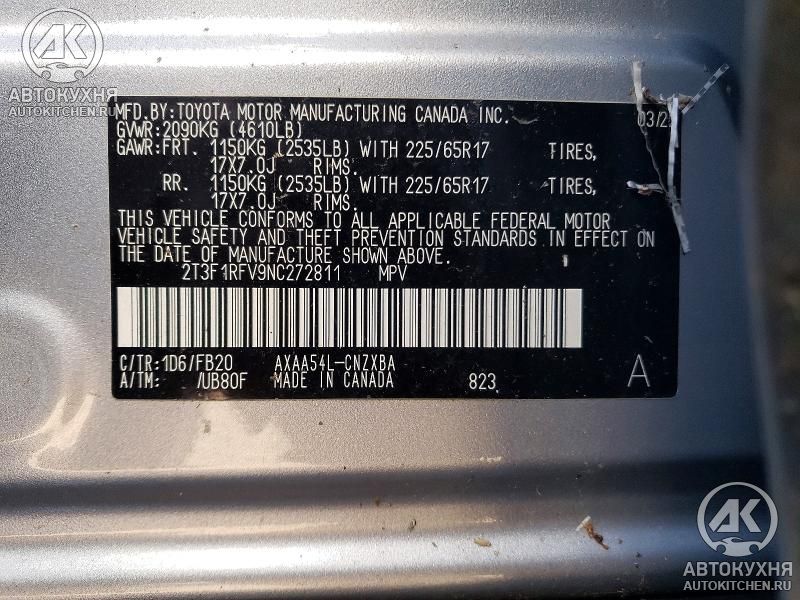 АК
АВТОКУХНЯ
AUTOKITCHEN.RU
MFD.BY:TOYOTA MOTOR MANUFACTURING CANADA INC.
GVWR:2090KG (4610LB)
GAWR:FRT. 1150KG (2535LB) WITH 225/65R17 TIRES,
17X7.0J RIMS.
RR. 1150KG (2535LB) WITH 225/65R17 TIRES,
17X7.0J RIMS.
THIS VEHICLE CONFORMS TO ALL APPLICABLE FEDERAL MOTOR
VEHICLE SAFETY AND THEFT PREVENTION STANDARDS IN EFFECT ON
THE DATE OF MANUFACTURE SHOWN ABOVE.
2T3F1RFV9NC272811 MPV
C/TR:1D6/FB20 AXAA54L-CNZXBA
A/TM: /UB80F MADE IN CANADA 823 A
АК
АВТОКУХНЯ
AUTOKITCHEN.RU